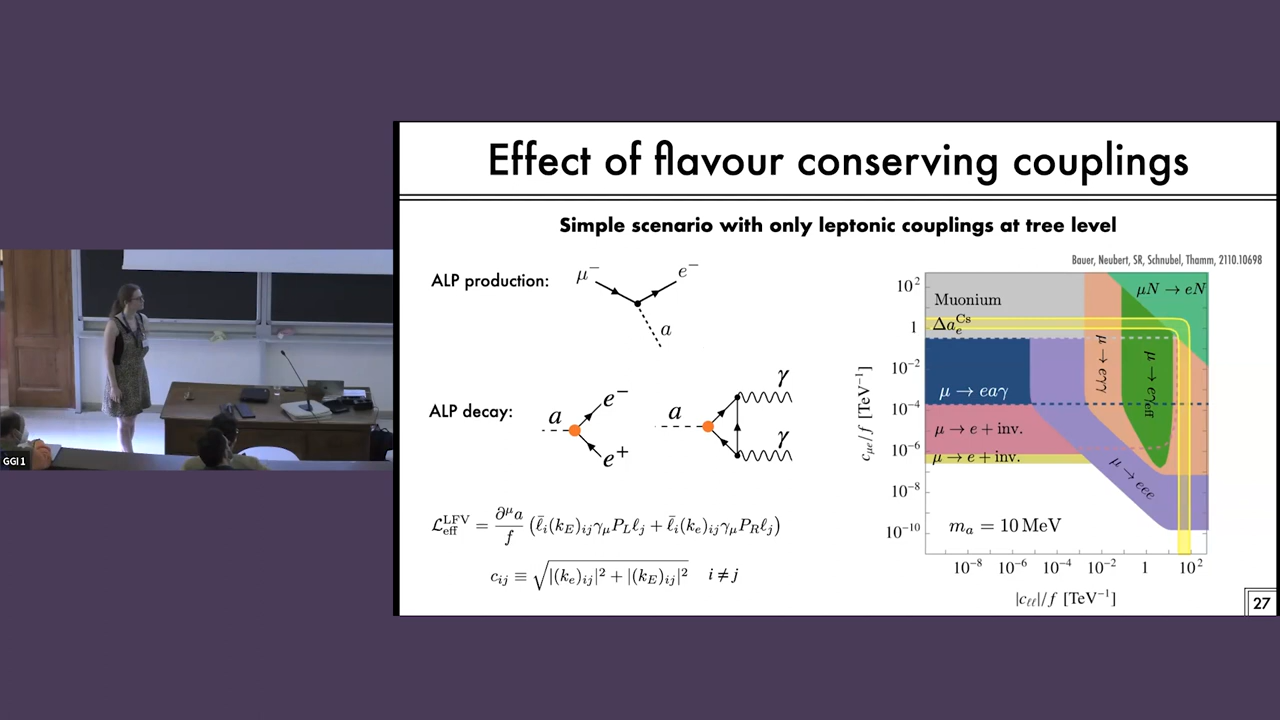 Effect of flavour conserving couplings
Simple scenario with only leptonic couplings at tree level
Bauer, Neubert, SR, Schnubel, Thamm, 2110.10698
ALP production:
μ⁻
e⁻
a
ALP decay:
a
e⁻
e⁺
a
γ
γ
ℒ_eff^LFV = ∂^μ a / f (ℓ̄_i(k_E)_ij γ_μ P_L ℓ_j + ℓ̄_i(k_e)_ij γ_μ P_R ℓ_j)
c_ij ≡ √(|(k_e)_ij|² + |(k_E)_ij|²) i ≠ j
c_μe/f [TeV⁻¹]
10²
1
10⁻²
10⁻⁴
10⁻⁶
10⁻⁸
10⁻¹⁰
Muonium
Δa_e^Cs
μN → eN
μ → eγγ
μ → eγ_eff
μ → eaγ
μ → e + inv.
μ → e + inv.
μ → eee
m_a = 10 MeV
10⁻⁸ 10⁻⁶ 10⁻⁴ 10⁻² 1 10²
|c_ℓℓ|/f [TeV⁻¹]
27
GGI 1